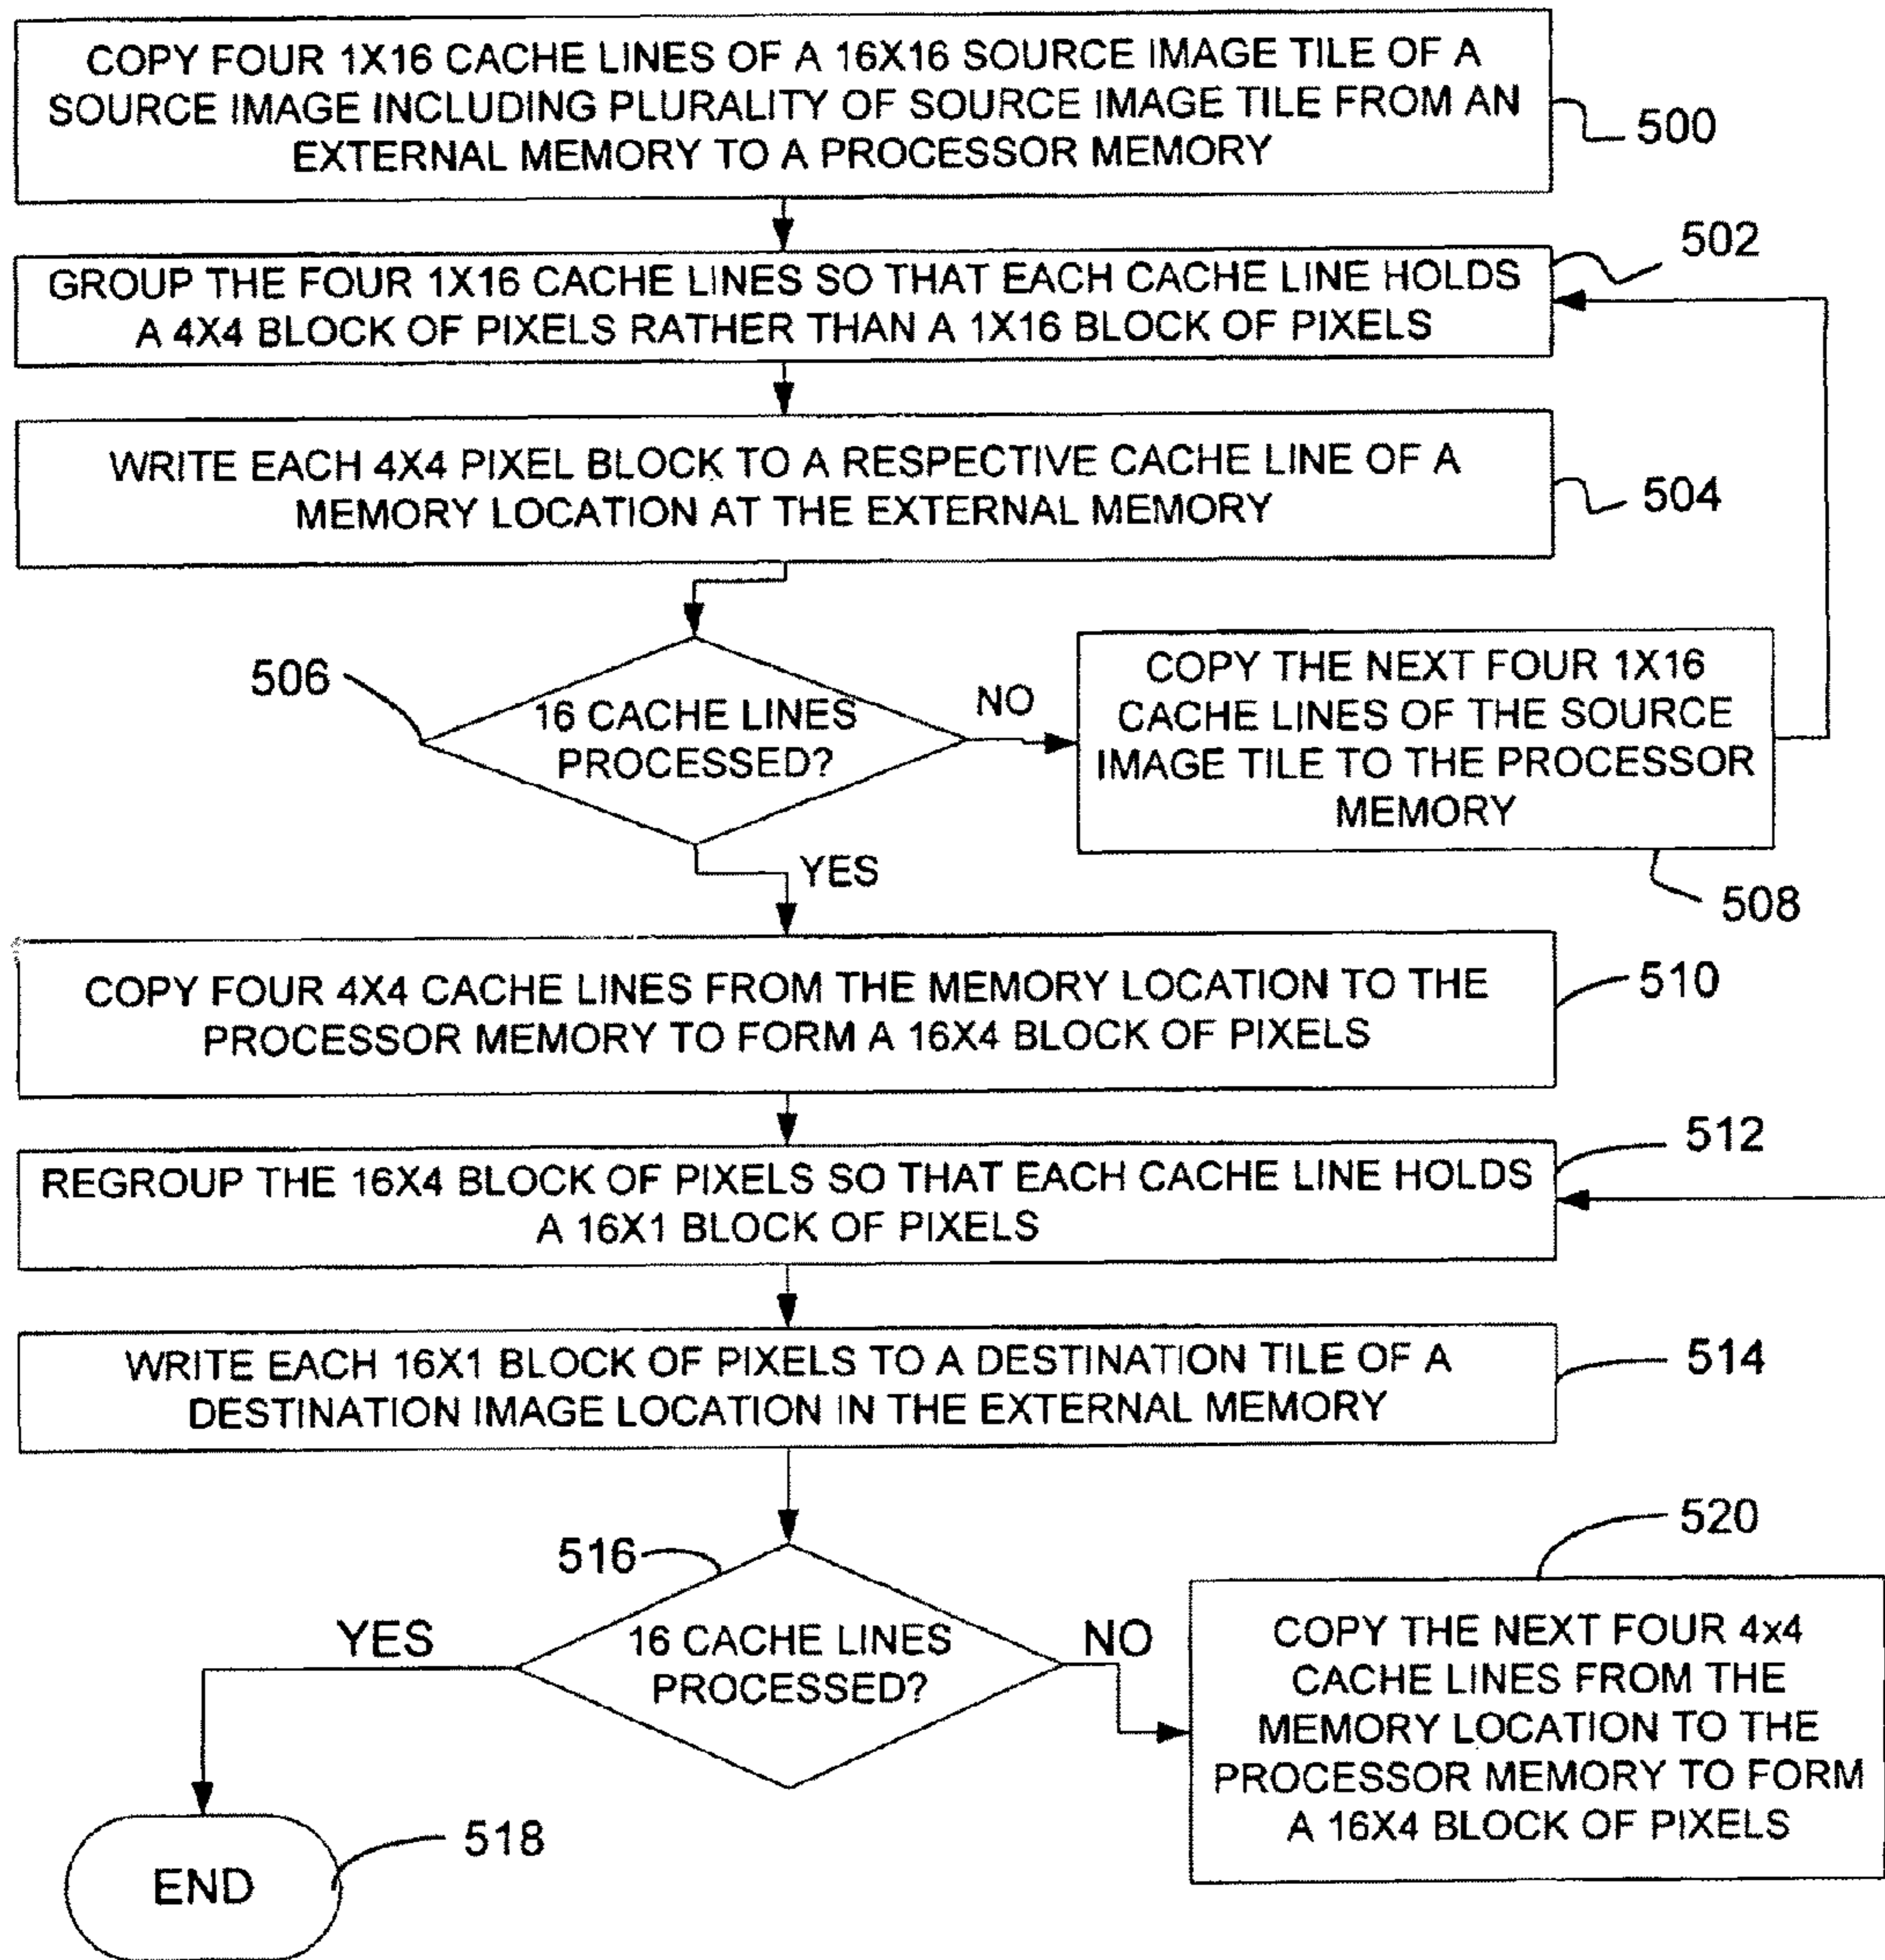 COPY FOUR 1X16 CACHE LINES OF A 16X16 SOURCE IMAGE TILE OF A
SOURCE IMAGE INCLUDING PLURALITY OF SOURCE IMAGE TILE FROM AN
EXTERNAL MEMORY TO A PROCESSOR MEMORY
500
GROUP THE FOUR 1X16 CACHE LINES SO THAT EACH CACHE LINE HOLDS
A 4X4 BLOCK OF PIXELS RATHER THAN A 1X16 BLOCK OF PIXELS
502
WRITE EACH 4X4 PIXEL BLOCK TO A RESPECTIVE CACHE LINE OF A
MEMORY LOCATION AT THE EXTERNAL MEMORY
504
506
16 CACHE LINES
PROCESSED?
NO
YES
COPY THE NEXT FOUR 1X16
CACHE LINES OF THE SOURCE
IMAGE TILE TO THE PROCESSOR
MEMORY
508
COPY FOUR 4X4 CACHE LINES FROM THE MEMORY LOCATION TO THE
PROCESSOR MEMORY TO FORM A 16X4 BLOCK OF PIXELS
510
REGROUP THE 16X4 BLOCK OF PIXELS SO THAT EACH CACHE LINE HOLDS
A 16X1 BLOCK OF PIXELS
512
WRITE EACH 16X1 BLOCK OF PIXELS TO A DESTINATION TILE OF A
DESTINATION IMAGE LOCATION IN THE EXTERNAL MEMORY
514
516
16 CACHE LINES
PROCESSED?
YES
NO
520
COPY THE NEXT FOUR 4x4
CACHE LINES FROM THE
MEMORY LOCATION TO THE
PROCESSOR MEMORY TO FORM
A 16X4 BLOCK OF PIXELS
END
518